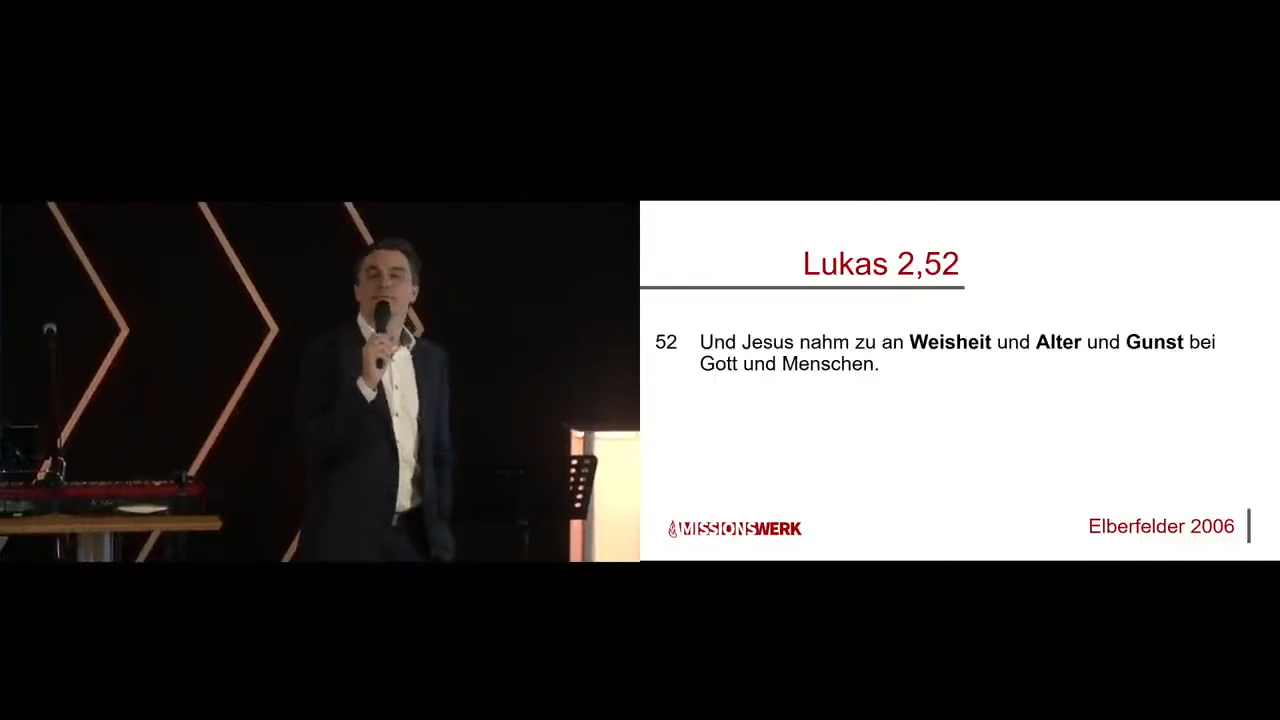 Lukas 2,52
52 Und Jesus nahm zu an Weisheit und Alter und Gunst bei
Gott und Menschen.
MISSIONSWERK
Elberfelder 2006